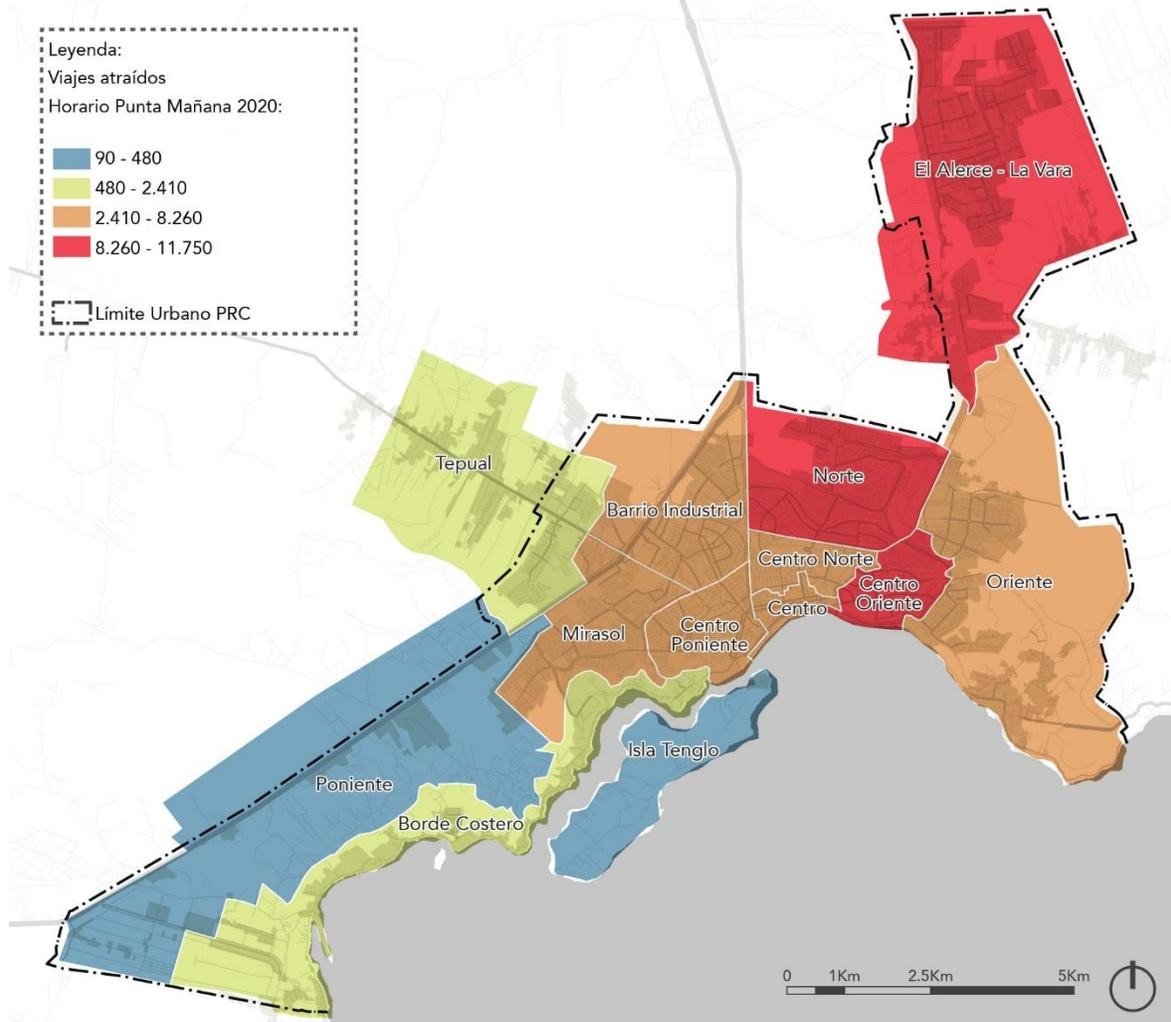 Leyenda:
Viajes atraídos
Horario Punta Mañana 2020:
90 - 480
480 - 2.410
2.410 - 8.260
8.260 - 11.750
Límite Urbano PRC
El Alerce - La Vara
Tepual
Norte
Barrio Industrial
Centro Norte
Centro
Oriente
Oriente
Centro
Mirasol
Centro
Poniente
Isla Tenglo
Poniente
Borde Costero
0 1Km 2.5Km 5Km